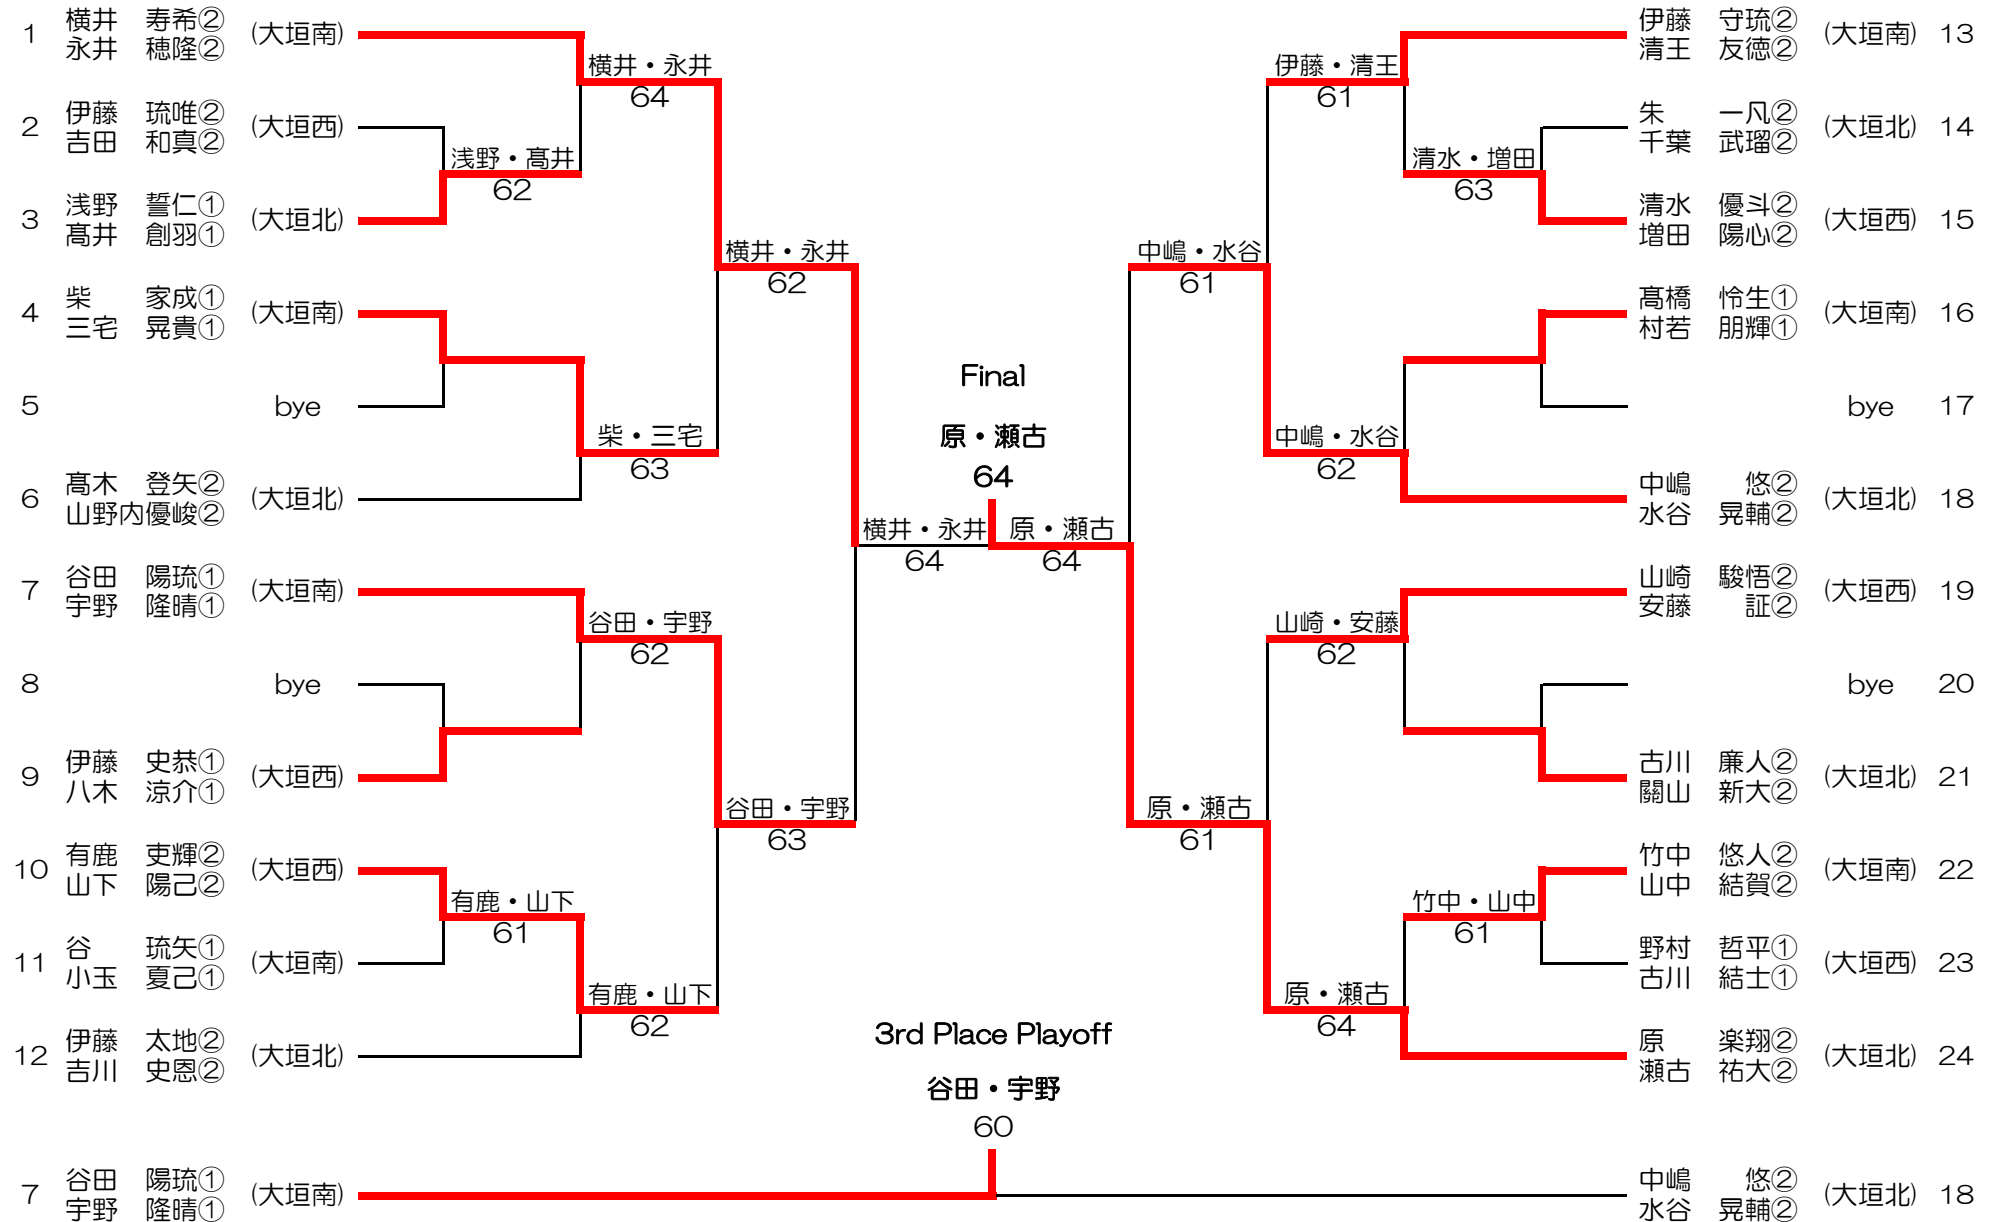 1 横井　寿希② (大垣南)
永井　穂隆②
2 伊藤　琉唯② (大垣西)
吉田　和真②
3 浅野　誓仁① (大垣北)
髙井　創羽①
4 柴　家成① (大垣南)
三宅　晃貴①
5 bye
6 髙木　登矢② (大垣北)
山野内優峻②
7 谷田　陽琉① (大垣南)
宇野　隆晴①
8 bye
9 伊藤　史恭① (大垣西)
八木　涼介①
10 有鹿　吏輝② (大垣西)
山下　陽己②
11 谷　琉矢① (大垣南)
小玉　夏己①
12 伊藤　太地② (大垣北)
吉川　史恩②
浅野・髙井
62
有鹿・山下
61
横井・永井
64
柴・三宅
63
谷田・宇野
62
有鹿・山下
62
横井・永井
62
谷田・宇野
63
横井・永井
64
Final
原・瀬古
64
原・瀬古
64
中嶋・水谷
61
原・瀬古
61
伊藤・清王
61
中嶋・水谷
62
山崎・安藤
62
原・瀬古
64
清水・増田
63
竹中・山中
61
伊藤　守琉② (大垣南) 13
清王　友徳②
朱　一凡② (大垣北) 14
千葉　武瑠②
清水　優斗② (大垣西) 15
増田　陽心②
髙橋　怜生① (大垣南) 16
村若　朋輝①
bye 17
中嶋　悠② (大垣北) 18
水谷　晃輔②
山崎　駿悟② (大垣西) 19
安藤　証②
bye 20
古川　廉人② (大垣北) 21
關山　新大②
竹中　悠人② (大垣南) 22
山中　結賀②
野村　哲平① (大垣西) 23
古川　結士①
原　楽翔② (大垣北) 24
瀬古　祐大②
3rd Place Playoff
谷田・宇野
60
7 谷田　陽琉① (大垣南)
宇野　隆晴①
中嶋　悠② (大垣北) 18
水谷　晃輔②